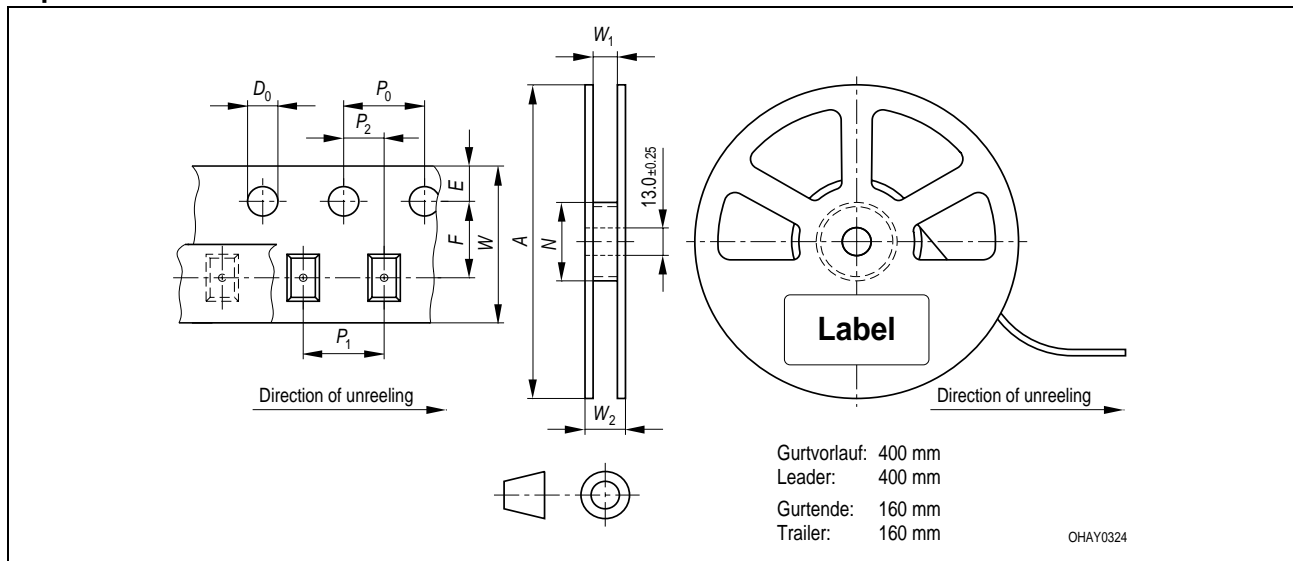 W1
D0
P0
P2
E
F
W
A
N
13.0±0.25
P1
Label
Direction of unreeling
W2
Direction of unreeling
Gurtvorlauf: 400 mm
Leader: 400 mm
Gurtende: 160 mm
Trailer: 160 mm
OHAY0324